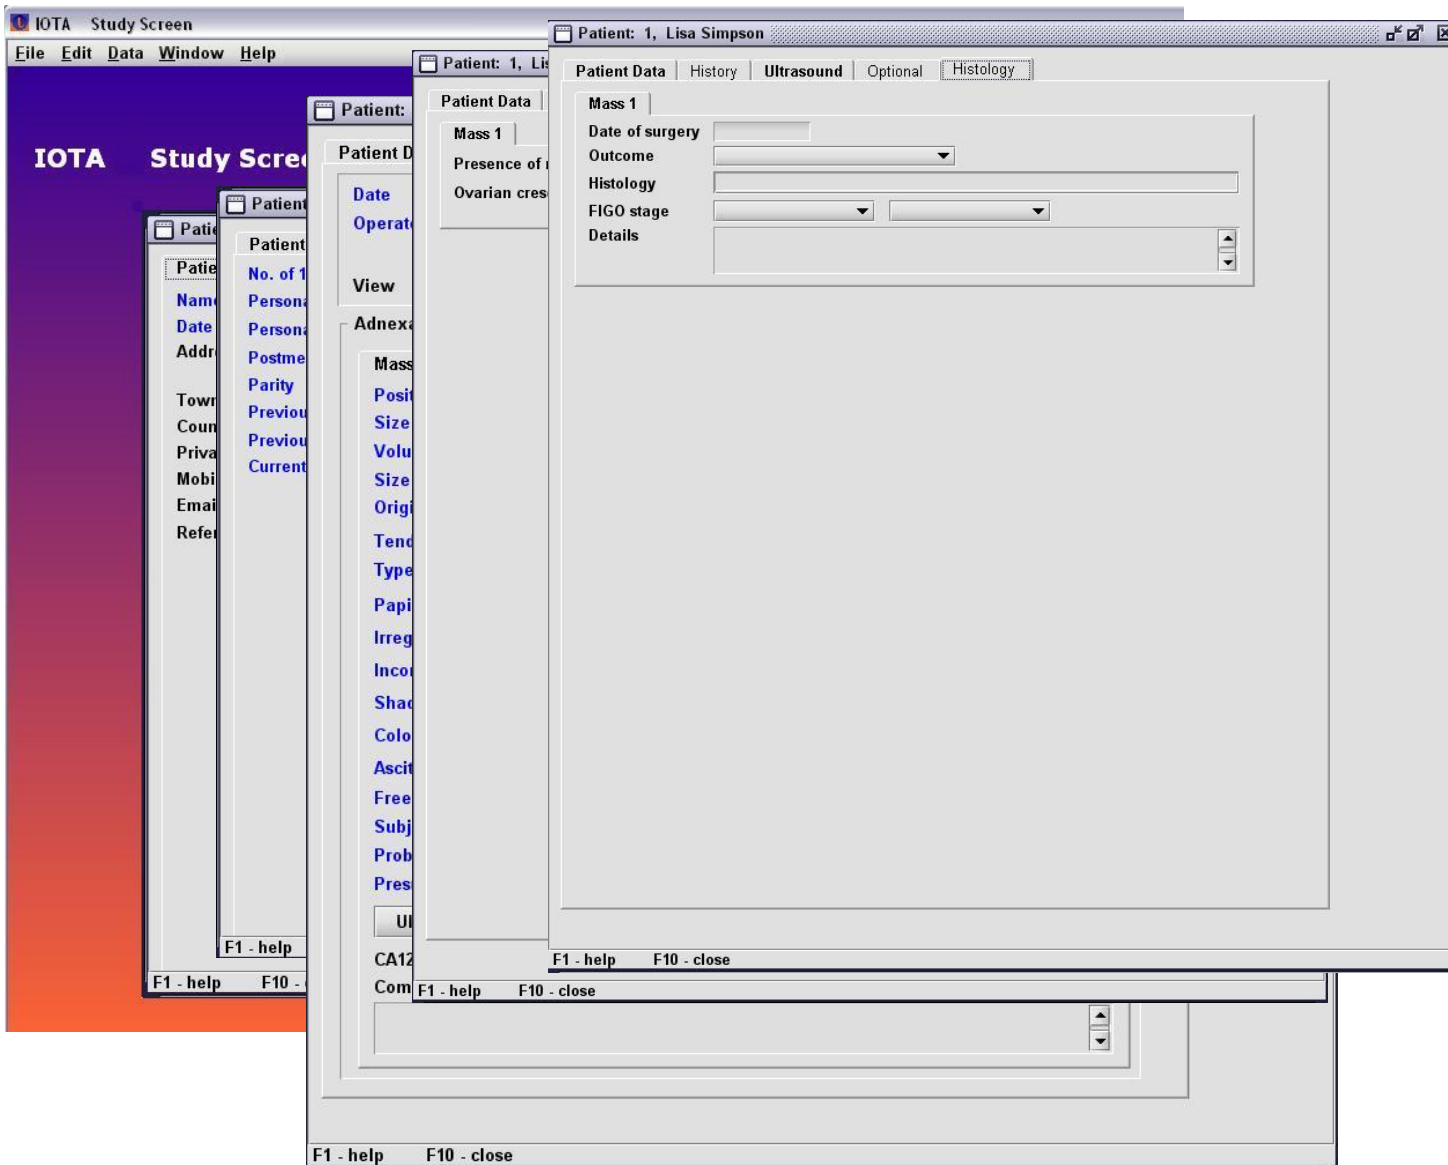 IOTA Study Screen
File Edit Data Window Help
IOTA Study Scre
Patie
Patie
Name
Date
Addr
Town
Coun
Priva
Mobi
Emai
Refer
F1 - help F10 -
Patient
Patient
No. of 1
Persona
Persona
Postme
Parity
Previou
Previou
Current
F1 - help
Patient:
Patient D
Date
Operato
View
Adnexa
Mass
Posit
Size
Volu
Size
Origi
Tend
Type
Papi
Irreg
Incor
Shad
Colo
Ascit
Free
Subj
Prob
Pres
Ul
CA12
Com
F1 - help F10 - close
Patient: 1, Lis
Patient Data
Mass 1
Presence of
Ovarian cres
F1 - help F10 - close
Patient: 1, Lisa Simpson
Patient Data History Ultrasound Optional Histology
Mass 1
Date of surgery
Outcome
Histology
FIGO stage
Details
F1 - help F10 - close